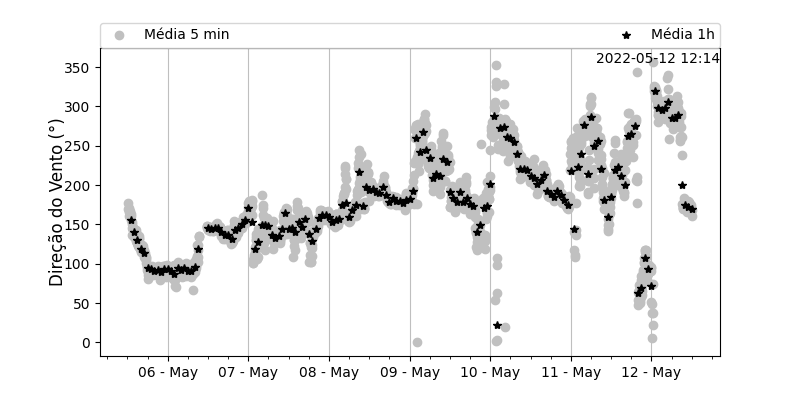 Média 5 min
Média 1h
2022-05-12 12:14
Direção do Vento (°)
350
300
250
200
150
100
50
0
06 - May
07 - May
08 - May
09 - May
10 - May
11 - May
12 - May